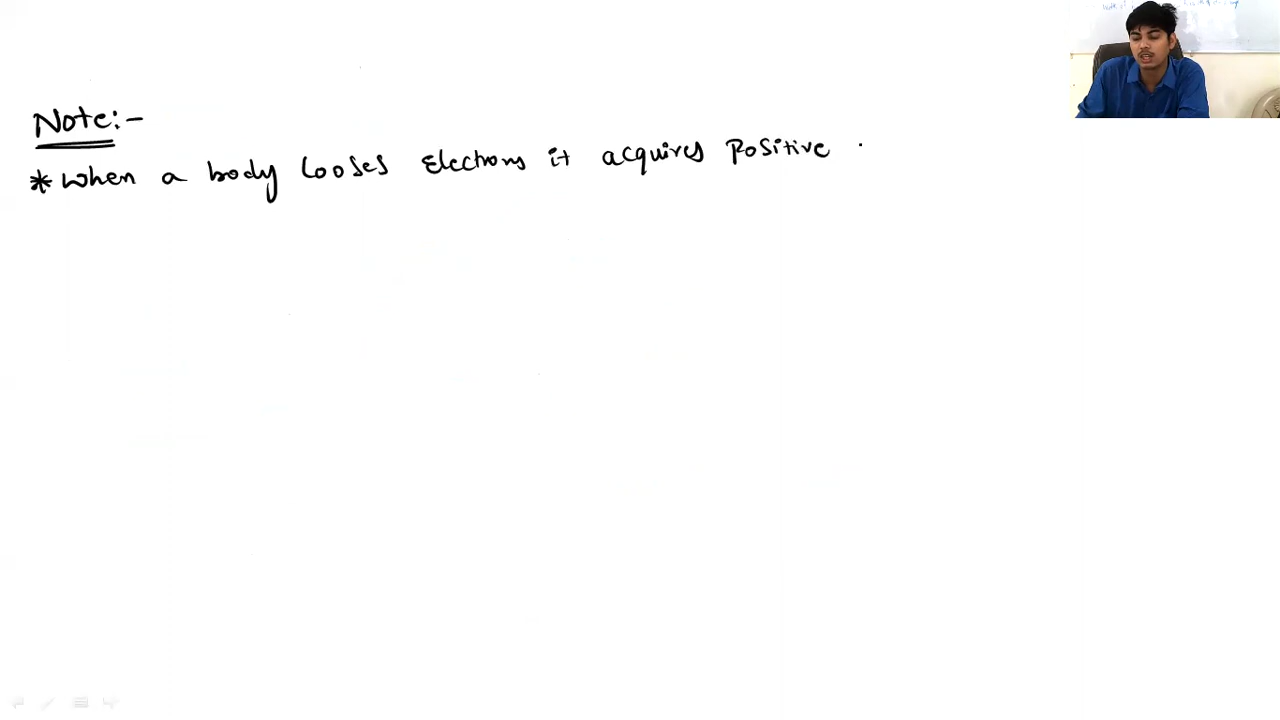 Note:-
* When a body Looses Electrons it acquires Positive